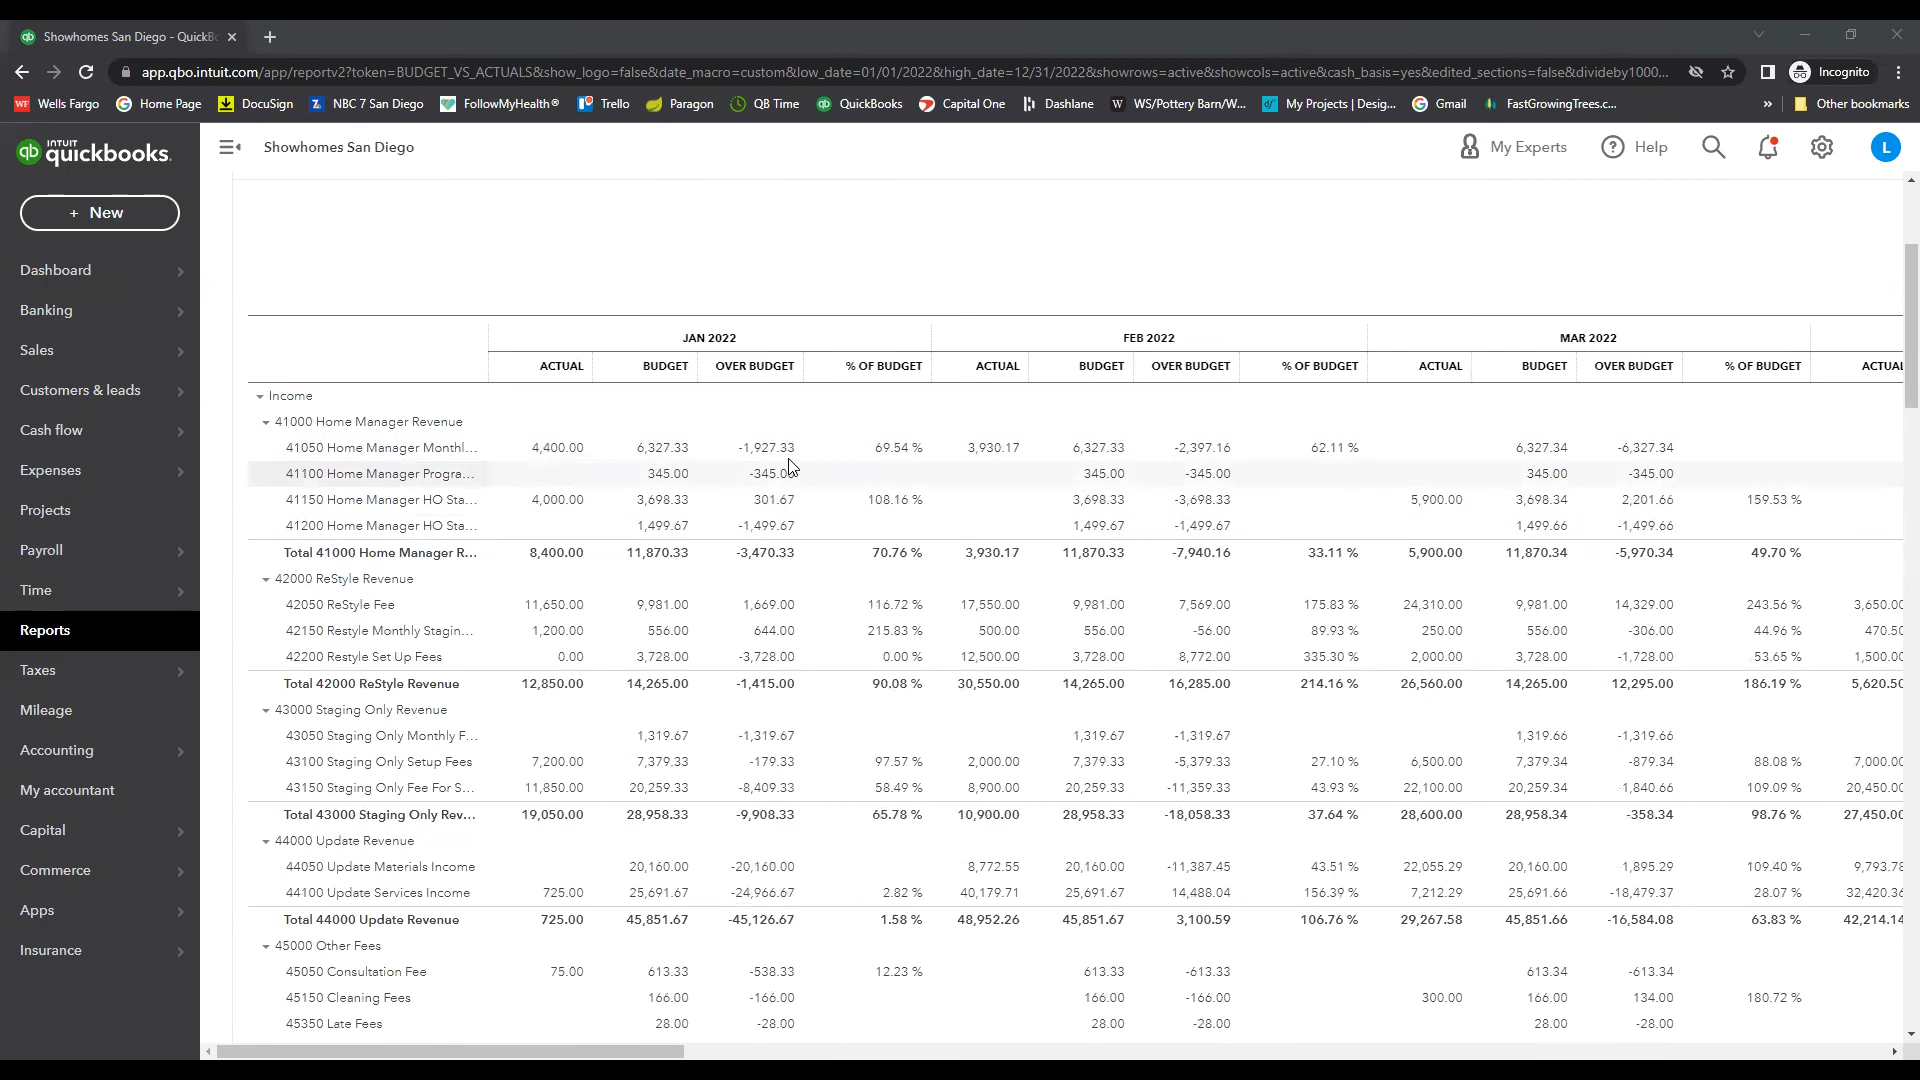 Showhomes San Diego - QuickBo
app.qbo.intuit.com/app/reportv2?token=BUDGET_VS_ACTUALS&show_logo=false&date_macro=custom&low_date=01/01/2022&high_date=12/31/2022&showrows=active&showcols=active&cash_basis=yes&edited_sections=false&divideby1000...
Incognito
WF Wells Fargo Home Page DocuSign NBC 7 San Diego FollowMyHealth® Trello Paragon QB Time QuickBooks Capital One Dashlane W WS/Pottery Barn/W... df My Projects | Desig... Gmail FastGrowingTrees.c... » Other bookmarks
qb INTUIT quickbooks.
Showhomes San Diego
My Experts
? Help
L
+ New
Dashboard
Banking
Sales
Customers & leads
Cash flow
Expenses
Projects
Payroll
Time
Reports
Taxes
Mileage
Accounting
My accountant
Capital
Commerce
Apps
Insurance
JAN 2022 FEB 2022 MAR 2022
ACTUAL BUDGET OVER BUDGET % OF BUDGET ACTUAL BUDGET OVER BUDGET % OF BUDGET ACTUAL BUDGET OVER BUDGET % OF BUDGET ACTUAL
Income
41000 Home Manager Revenue
41050 Home Manager Monthl... 4,400.00 6,327.33 -1,927.33 69.54 % 3,930.17 6,327.33 -2,397.16 62.11 % 6,327.34 -6,327.34
41100 Home Manager Progra... 345.00 -345.00 345.00 -345.00 345.00 -345.00
41150 Home Manager HO Sta... 4,000.00 3,698.33 301.67 108.16 % 3,698.33 -3,698.33 5,900.00 3,698.34 2,201.66 159.53 %
41200 Home Manager HO Sta... 1,499.67 -1,499.67 1,499.67 -1,499.67 1,499.66 -1,499.66
Total 41000 Home Manager R... 8,400.00 11,870.33 -3,470.33 70.76 % 3,930.17 11,870.33 -7,940.16 33.11 % 5,900.00 11,870.34 -5,970.34 49.70 %
42000 ReStyle Revenue
42050 ReStyle Fee 11,650.00 9,981.00 1,669.00 116.72 % 17,550.00 9,981.00 7,569.00 175.83 % 24,310.00 9,981.00 14,329.00 243.56 % 3,650.00
42150 Restyle Monthly Stagin... 1,200.00 556.00 644.00 215.83 % 500.00 556.00 -56.00 89.93 % 250.00 556.00 -306.00 44.96 % 470.50
42200 Restyle Set Up Fees 0.00 3,728.00 -3,728.00 0.00 % 12,500.00 3,728.00 8,772.00 335.30 % 2,000.00 3,728.00 -1,728.00 53.65 % 1,500.00
Total 42000 ReStyle Revenue 12,850.00 14,265.00 -1,415.00 90.08 % 30,550.00 14,265.00 16,285.00 214.16 % 26,560.00 14,265.00 12,295.00 186.19 % 5,620.50
43000 Staging Only Revenue
43050 Staging Only Monthly F... 1,319.67 -1,319.67 1,319.67 -1,319.67 1,319.66 -1,319.66
43100 Staging Only Setup Fees 7,200.00 7,379.33 -179.33 97.57 % 2,000.00 7,379.33 -5,379.33 27.10 % 6,500.00 7,379.34 -879.34 88.08 % 7,000.00
43150 Staging Only Fee For S... 11,850.00 20,259.33 -8,409.33 58.49 % 8,900.00 20,259.33 -11,359.33 43.93 % 22,100.00 20,259.34 1,840.66 109.09 % 20,450.00
Total 43000 Staging Only Rev... 19,050.00 28,958.33 -9,908.33 65.78 % 10,900.00 28,958.33 -18,058.33 37.64 % 28,600.00 28,958.34 -358.34 98.76 % 27,450.00
44000 Update Revenue
44050 Update Materials Income 20,160.00 -20,160.00 8,772.55 20,160.00 -11,387.45 43.51 % 22,055.29 20,160.00 1,895.29 109.40 % 9,793.78
44100 Update Services Income 725.00 25,691.67 -24,966.67 2.82 % 40,179.71 25,691.67 14,488.04 156.39 % 7,212.29 25,691.66 -18,479.37 28.07 % 32,420.36
Total 44000 Update Revenue 725.00 45,851.67 -45,126.67 1.58 % 48,952.26 45,851.67 3,100.59 106.76 % 29,267.58 45,851.66 -16,584.08 63.83 % 42,214.14
45000 Other Fees
45050 Consultation Fee 75.00 613.33 -538.33 12.23 % 613.33 -613.33 613.34 -613.34
45150 Cleaning Fees 166.00 -166.00 166.00 -166.00 300.00 166.00 134.00 180.72 %
45350 Late Fees 28.00 -28.00 28.00 -28.00 28.00 -28.00